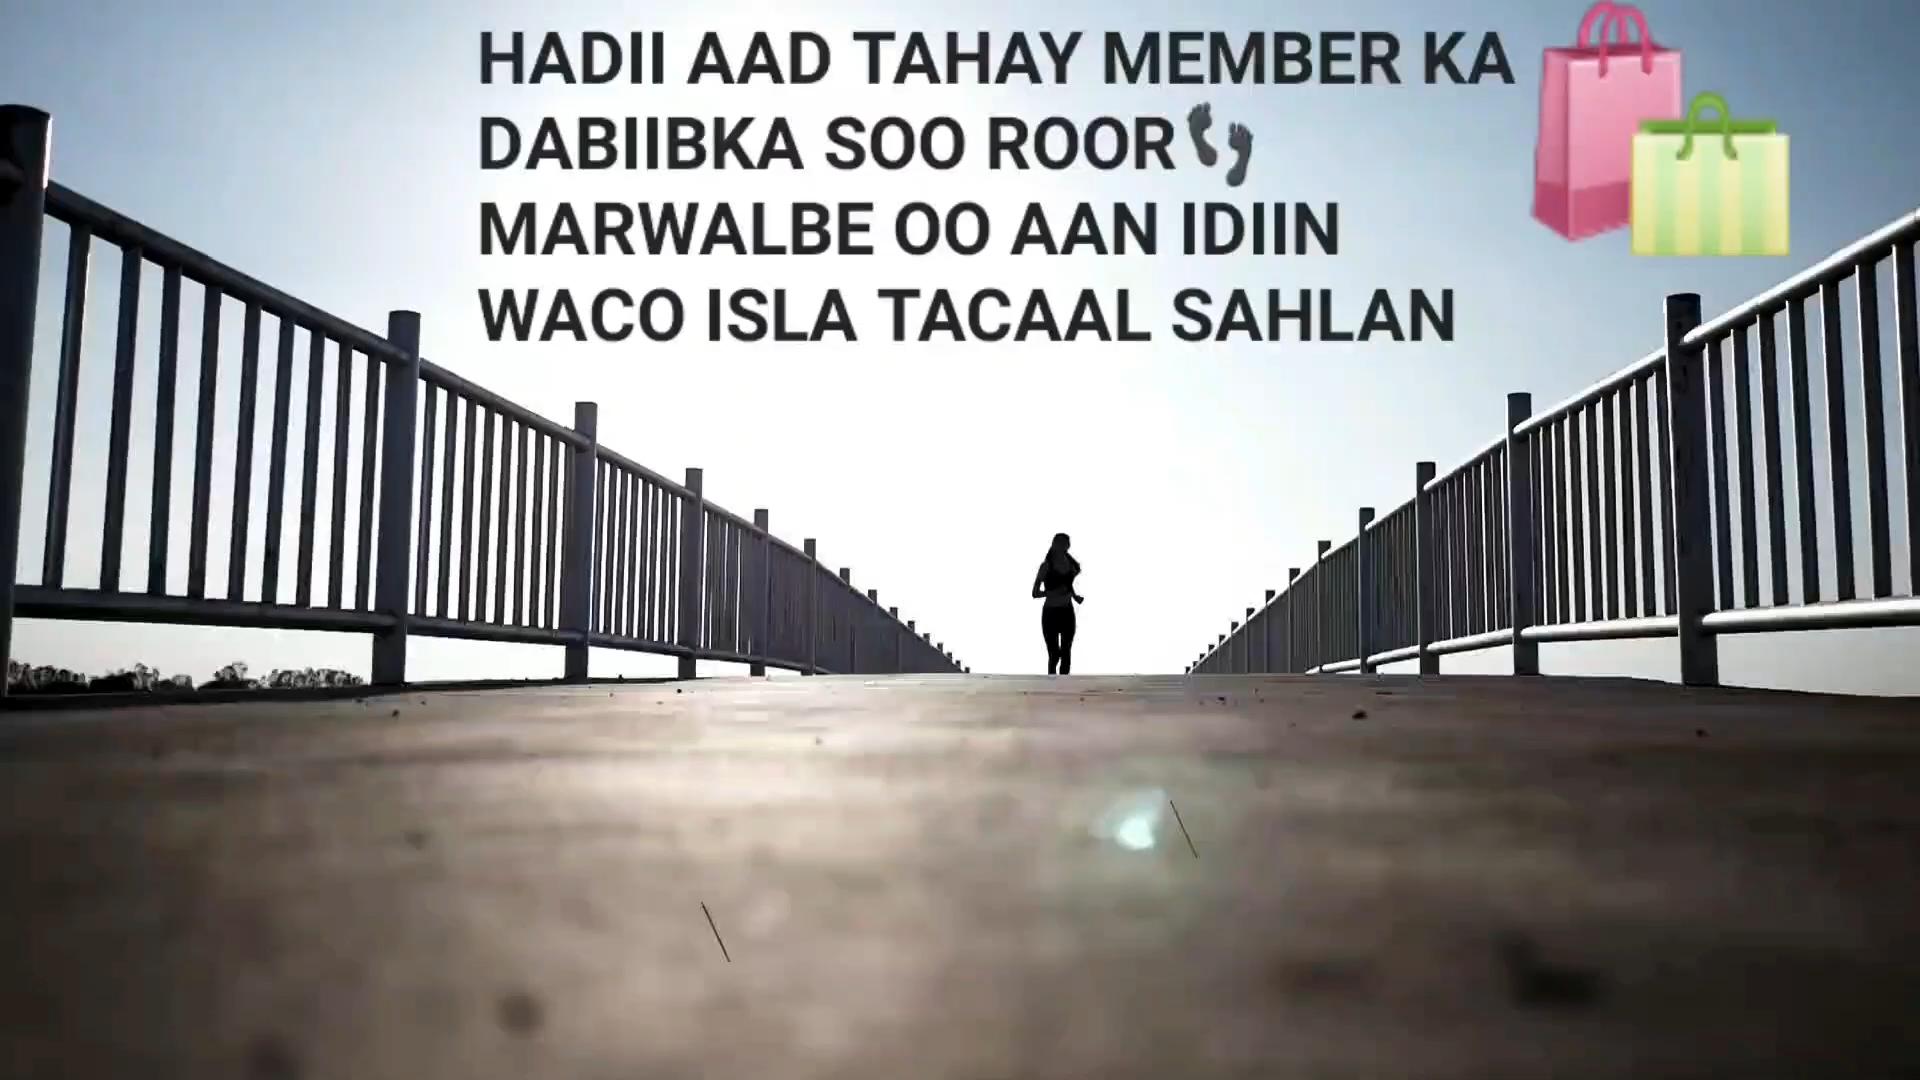 HADII AAD TAHAY MEMBER KA
DABIIBKA SOO ROOR👣
MARWALBE OO AAN IDIIN
WACO ISLA TACAAL SAHLAN